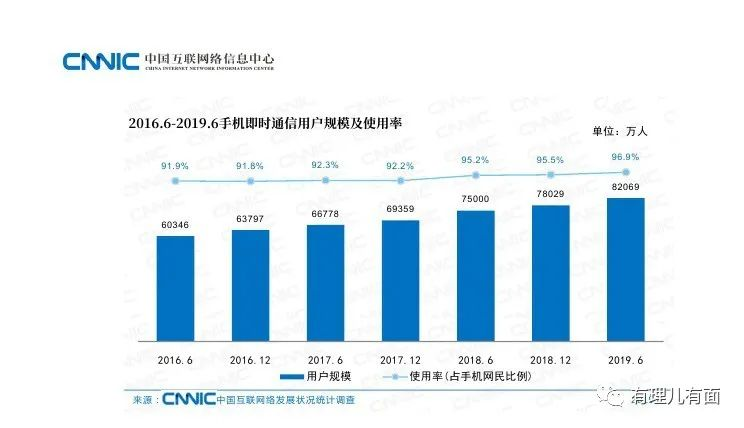 CNNIC 中国互联网络信息中心
CHINA INTERNET NETWORK INFORMATION CENTER
2016.6-2019.6手机即时通信用户规模及使用率
单位：万人
91.9% 91.8% 92.3% 92.2% 95.2% 95.5% 96.9%
60346 63797 66778 69359 75000 78029 82069
2016.6 2016.12 2017.6 2017.12 2018.6 2018.12 2019.6
用户规模 使用率(占手机网民比例)
来源：CNNIC中国互联网络发展状况统计调查
有理儿有面